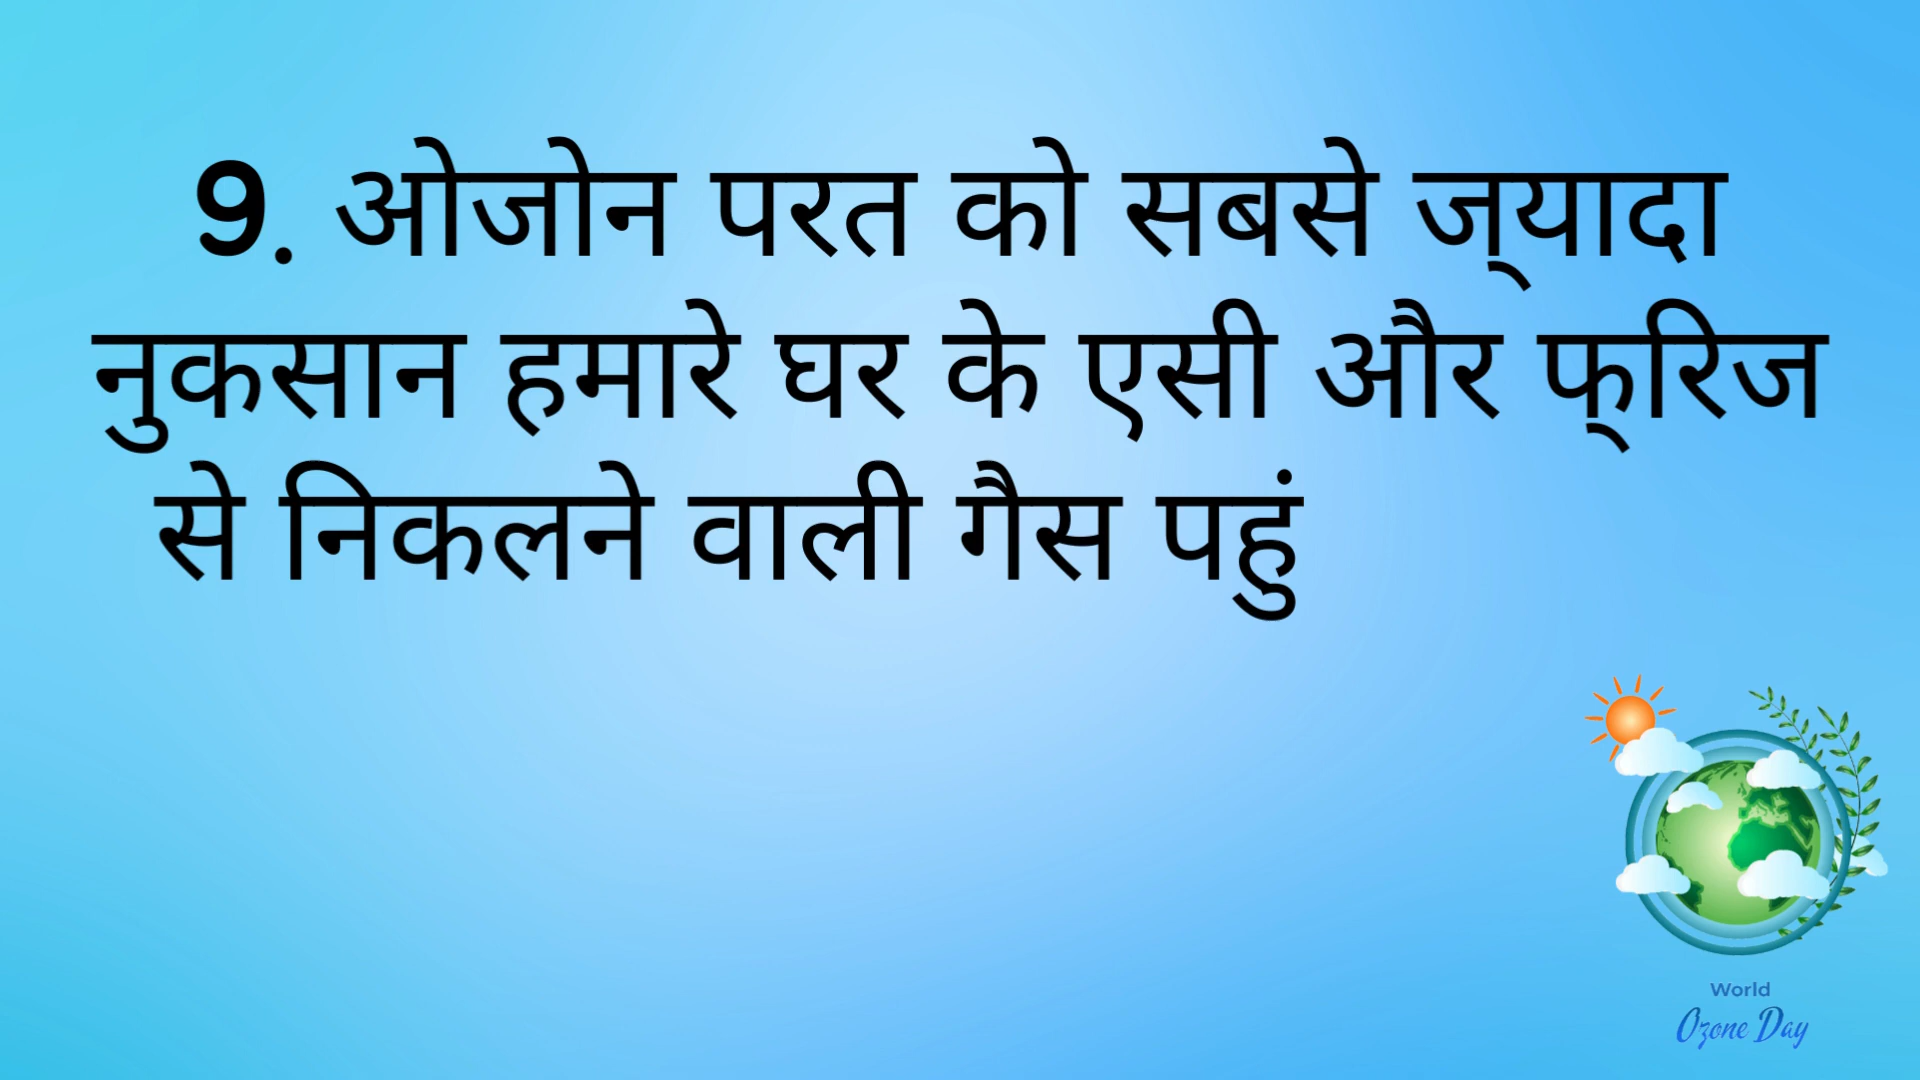 9. ओजोन परत को सबसे ज्‌यादा
नुकसान हमारे घर के एसी और फ्‌रिज
से निकलने वाली गैस पहुं
World
Ozone Day